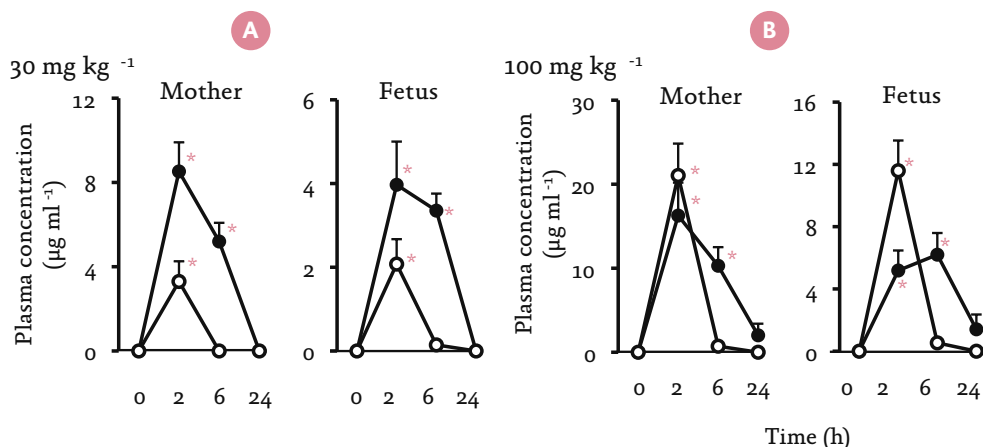 A
B
30 mg kg -1
100 mg kg -1
Mother
Fetus
Mother
Fetus
Plasma concentration
(µg ml -1)
12
8
4
0
*
*
*
0 2 6 24
6
4
2
0
*
*
*
0 2 6 24
Plasma concentration
(µg ml -1)
30
20
10
0
*
*
*
0 2 6 24
16
12
8
4
0
*
*
*
0 2 6 24
Time (h)